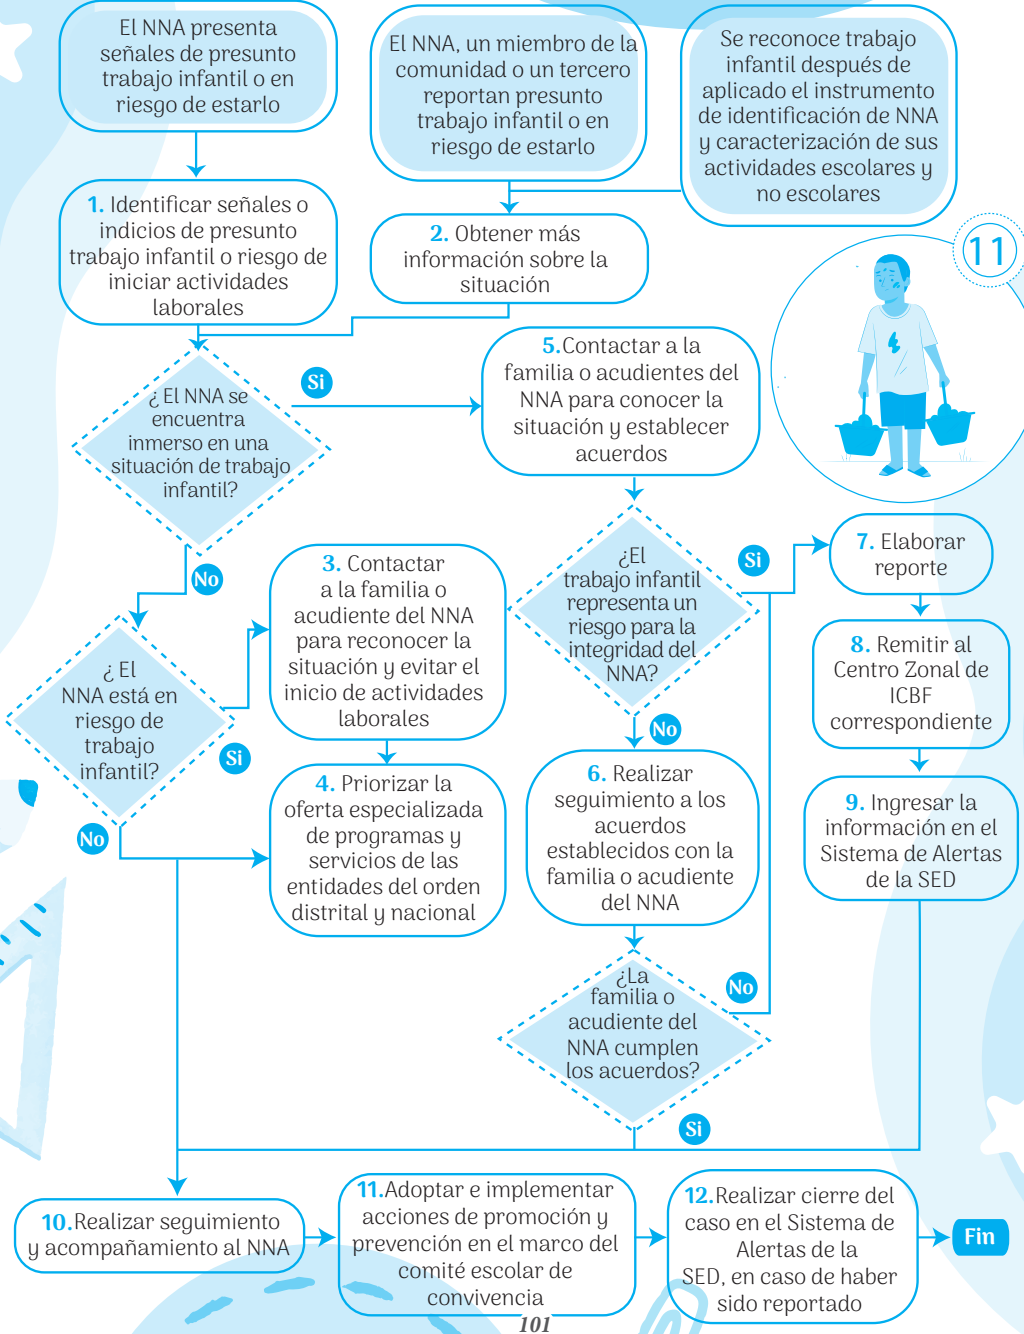 El NNA presenta
señales de presunto
trabajo infantil o en
riesgo de estarlo
El NNA, un miembro de la
comunidad o un tercero
reportan presunto
trabajo infantil o en
riesgo de estarlo
Se reconoce trabajo
infantil después de
aplicado el instrumento
de identificación de NNA
y caracterización de sus
actividades escolares y
no escolares
1. Identificar señales o
indicios de presunto
trabajo infantil o riesgo de
iniciar actividades
laborales
2. Obtener más
información sobre la
situación
11
¿ El NNA se
encuentra
inmerso en una
situación de trabajo
infantil?
Si
5.Contactar a la
familia o acudientes del
NNA para conocer la
situación y establecer
acuerdos
No
3. Contactar
a la familia o
acudiente del NNA
para reconocer la
situación y evitar el
inicio de actividades
laborales
¿El
trabajo infantil
representa un
riesgo para la
integridad del
NNA?
Si
7. Elaborar
reporte
8. Remitir al
Centro Zonal de
ICBF
correspondiente
¿ El
NNA está en
riesgo de
trabajo
infantil?
Si
No
No
4. Priorizar la
oferta especializada
de programas y
servicios de las
entidades del orden
distrital y nacional
6. Realizar
seguimiento a los
acuerdos
establecidos con la
familia o acudiente
del NNA
9. Ingresar la
información en el
Sistema de Alertas
de la SED
¿La
familia o
acudiente del
NNA cumplen
los acuerdos?
No
Si
10.Realizar seguimiento
y acompañamiento al NNA
11.Adoptar e implementar
acciones de promoción y
prevención en el marco del
comité escolar de
convivencia
12.Realizar cierre del
caso en el Sistema de
Alertas de la
SED, en caso de haber
sido reportado
Fin
101